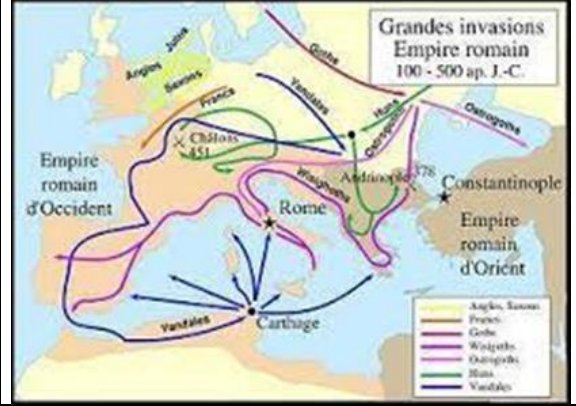 Grandes invasions
Empire romain
100 - 500 ap. J.-C.
Goths
Jutes
Angles
Saxons
Francs
Vandales
Huns
Ostrogoths
Ostrogoths
Châlons
451
Empire
romain
d'Occident
Wisigoths
Andrinople 378
Constantinople
Rome
Empire
romain
d'Orient
Vandales
Carthage
Angles, Saxons
Francs
Goths
Wisigoths
Ostrogoths
Huns
Vandales